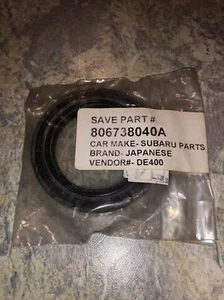 SAVE PART #
806738040A
CAR MAKE- SUBARU PARTS
BRAND- JAPANESE
VENDOR#- DE400